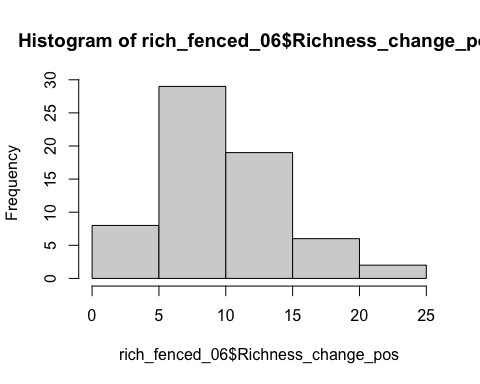 Histogram of rich_fenced_06$Richness_change_p
Frequency
30
25
20
15
10
5
0
0 5 10 15 20 25
rich_fenced_06$Richness_change_pos